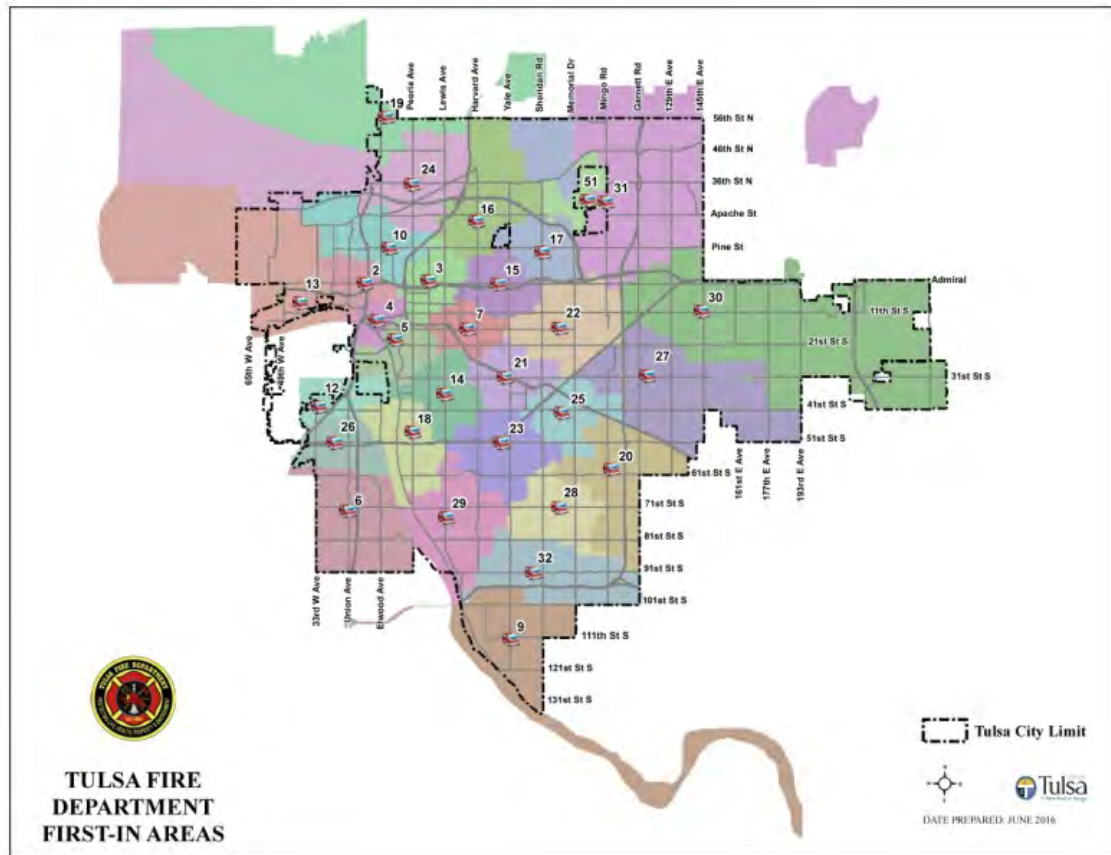 Peoria Ave
Lewis Ave
Harvard Ave
Yale Ave
Sheridan Rd
Memorial Dr
Mingo Rd
Garnett Rd
129th E Ave
145th E Ave
19
56th St N
46th St N
24
51
31
36th St N
16
Apache St
10
17
Pine St
2
3
15
13
Admiral
30
11th St S
4
5
7
22
21st St S
65th W Ave
49th W Ave
21
27
31st St S
12
14
25
41st St S
26
18
23
51st St S
20
61st St S
161st E Ave
177th E Ave
193rd E Ave
6
29
28
71st St S
81st St S
32
91st St S
33rd W Ave
Union Ave
Elwood Ave
101st St S
9
111th St S
121st St S
131st St S
TULSA FIRE DEPARTMENT
TULSA FIRE
DEPARTMENT
FIRST-IN AREAS
Tulsa City Limit
Tulsa
DATE PREPARED: JUNE 2016